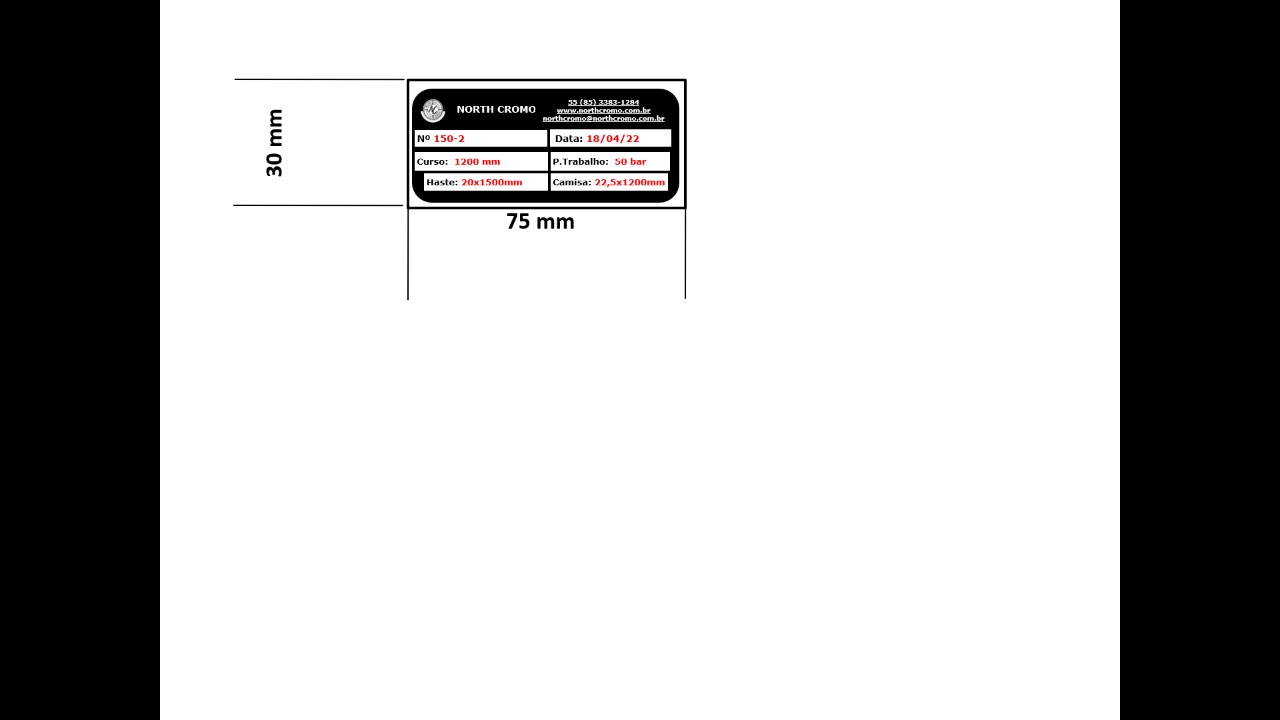 30 mm
NORTH CROMO
55 (85) 3383-1284
www.northcromo.com.br
northcromo@northcromo.com.br
Nº 150-2 Data: 18/04/22
Curso: 1200 mm P.Trabalho: 50 bar
Haste: 20x1500mm Camisa: 22,5x1200mm
75 mm